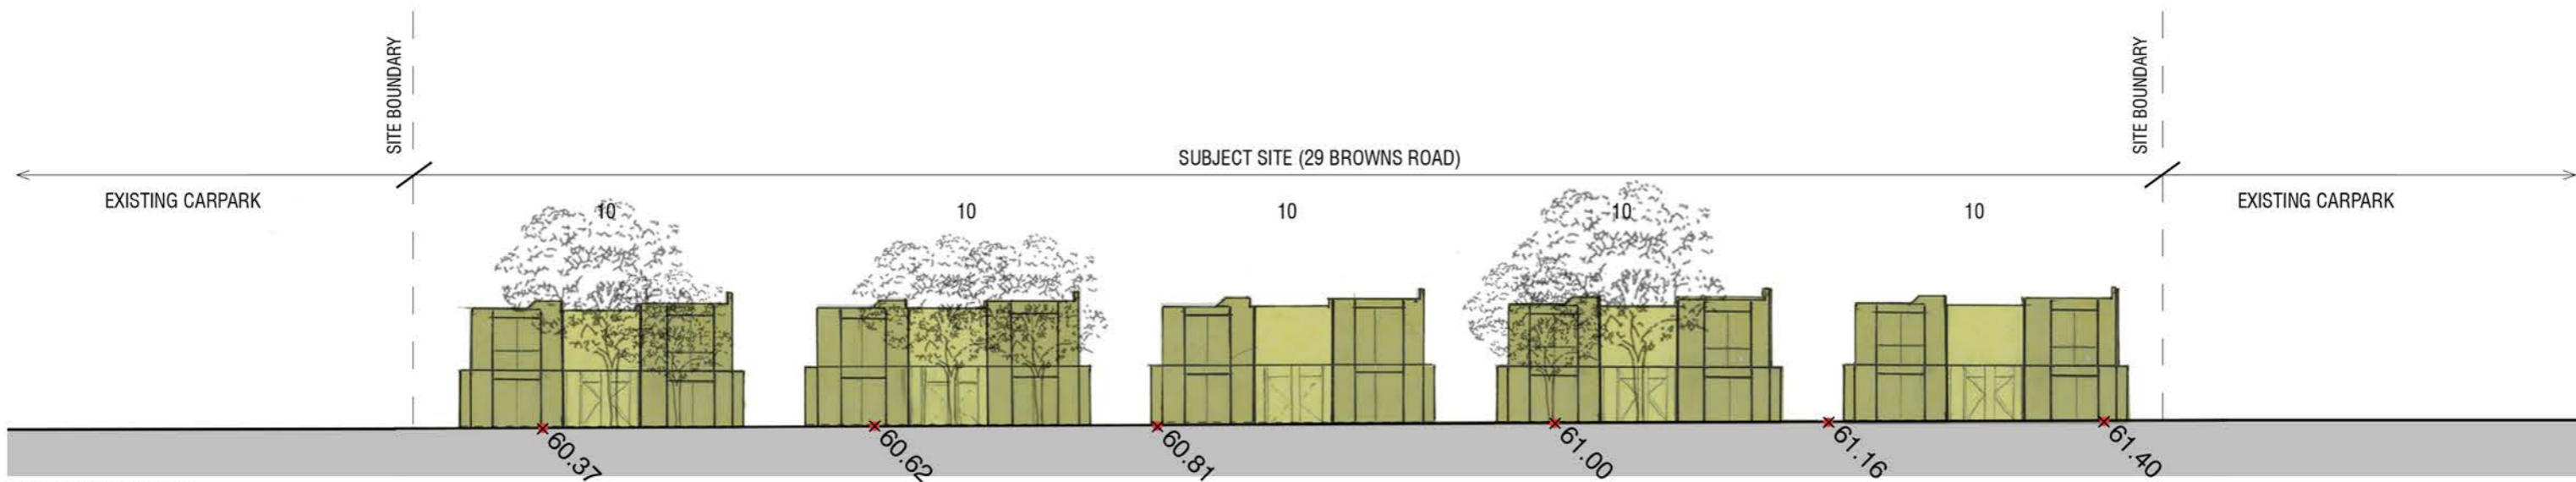 SITE BOUNDARY
SITE BOUNDARY
SUBJECT SITE (29 BROWNS ROAD)
EXISTING CARPARK
EXISTING CARPARK
10
10
10
10
10
60.37
60.62
60.81
61.00
61.16
61.40